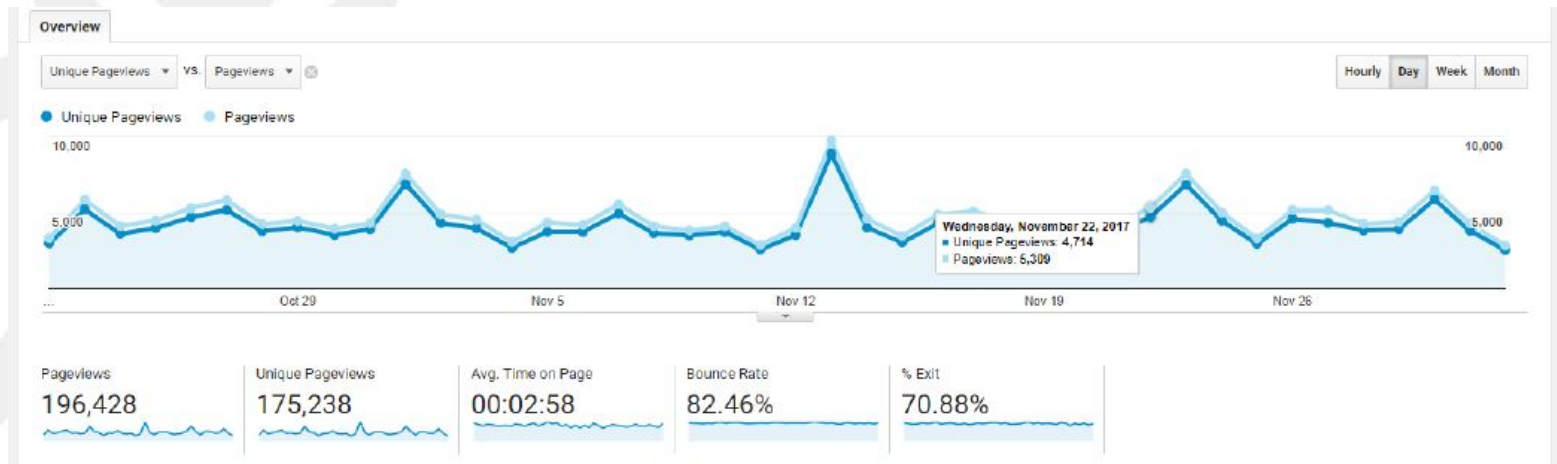 Overview
Unique Pageviews VS. Pageviews
Hourly Day Week Month
Unique Pageviews Pageviews
10,000 10,000
5,000 5,000
Wednesday, November 22, 2017
Unique Pageviews: 4,714
Pageviews: 5,309
... Oct 29 Nov 5 Nov 12 Nov 19 Nov 26
Pageviews Unique Pageviews Avg. Time on Page Bounce Rate % Exit
196,428 175,238 00:02:58 82.46% 70.88%